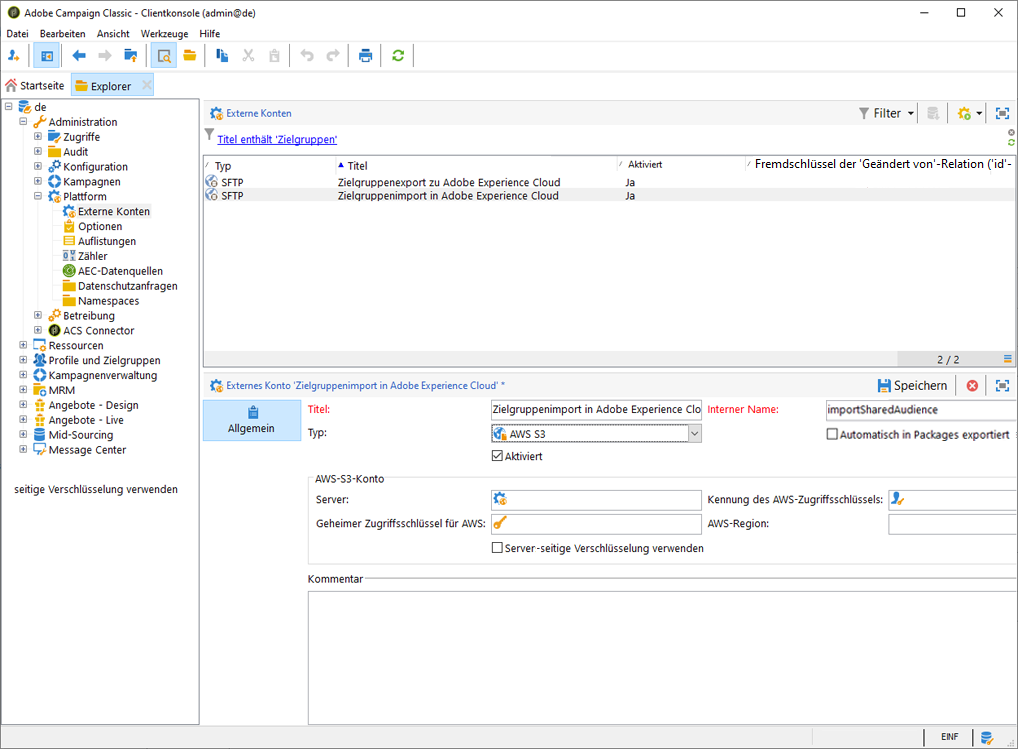 Adobe Campaign Classic - Clientkonsole (admin@de)
Datei Bearbeiten Ansicht Werkzeuge Hilfe
Startseite Explorer
de
Administration
Zugriffe
Audit
Konfiguration
Kampagnen
Plattform
Externe Konten
Optionen
Auflistungen
Zähler
AEC-Datenquellen
Datenschutzanfragen
Namespaces
Betreibung
ACS Connector
Ressourcen
Profile und Zielgruppen
Kampagnenverwaltung
MRM
Angebote - Design
Angebote - Live
Mid-Sourcing
Message Center
seitige Verschlüsselung verwenden
Externe Konten Filter
Titel enthält 'Zielgruppen'
Typ Titel Aktiviert Fremdschlüssel der 'Geändert von'-Relation ('id'-
SFTP Zielgruppenexport zu Adobe Experience Cloud Ja
SFTP Zielgruppenimport in Adobe Experience Cloud Ja
2 / 2
Externes Konto 'Zielgruppenimport in Adobe Experience Cloud' * Speichern
Allgemein
Titel: Zielgruppenimport in Adobe Experience Clo Interner Name: importSharedAudience
Typ: AWS S3 Automatisch in Packages exportiert
Aktiviert
AWS-S3-Konto
Server: Kennung des AWS-Zugriffsschlüssels:
Geheimer Zugriffsschlüssel für AWS: AWS-Region:
Server-seitige Verschlüsselung verwenden
Kommentar
EINF